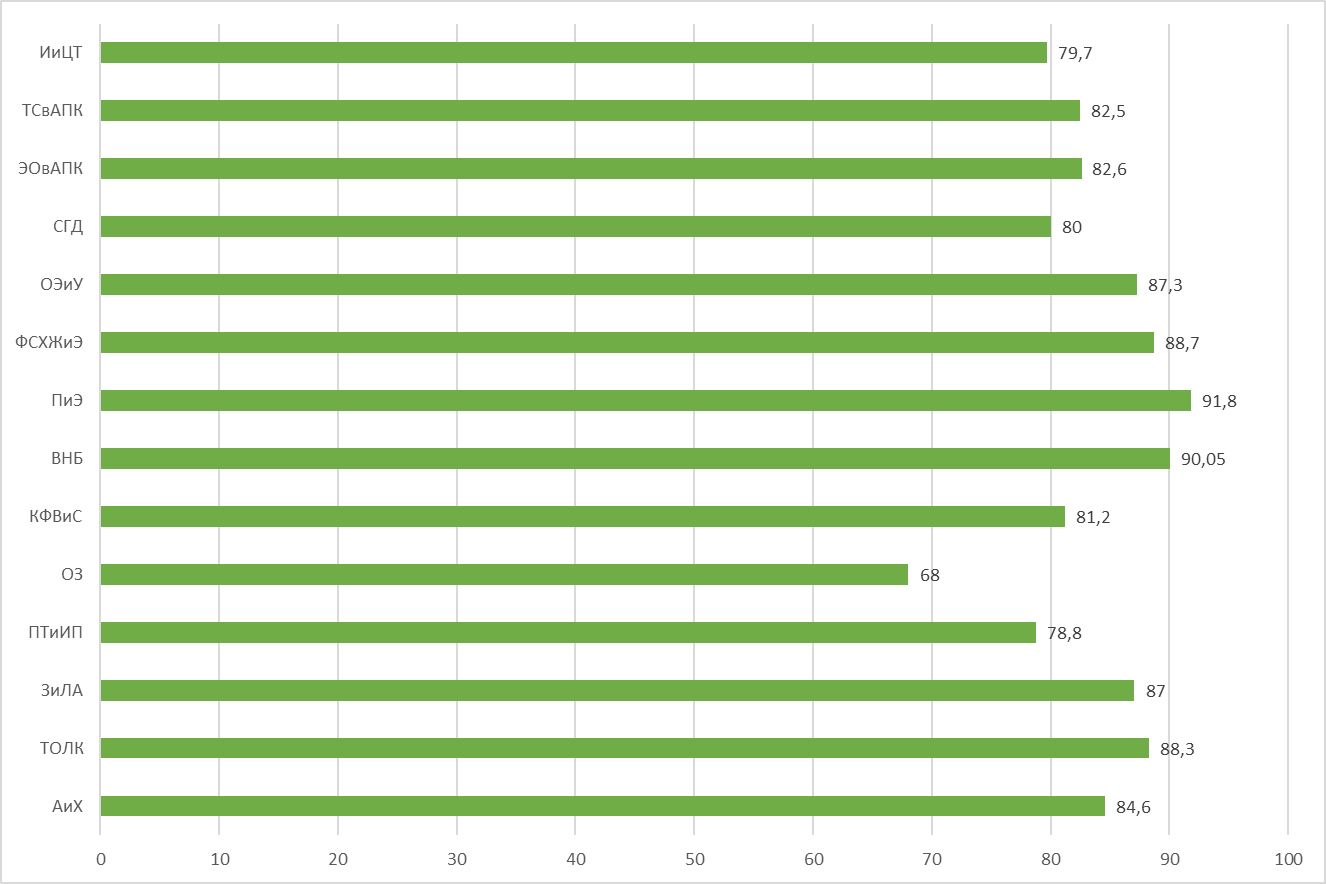 ИиЦТ 79,7
ТСвАПК 82,5
ЭОвАПК 82,6
СГД 80
ОЭиУ 87,3
ФСХЖиЭ 88,7
ПиЭ 91,8
ВНБ 90,05
КФВиС 81,2
ОЗ 68
ПТиИП 78,8
ЗиЛА 87
ТОЛК 88,3
АиХ 84,6
0 10 20 30 40 50 60 70 80 90 100